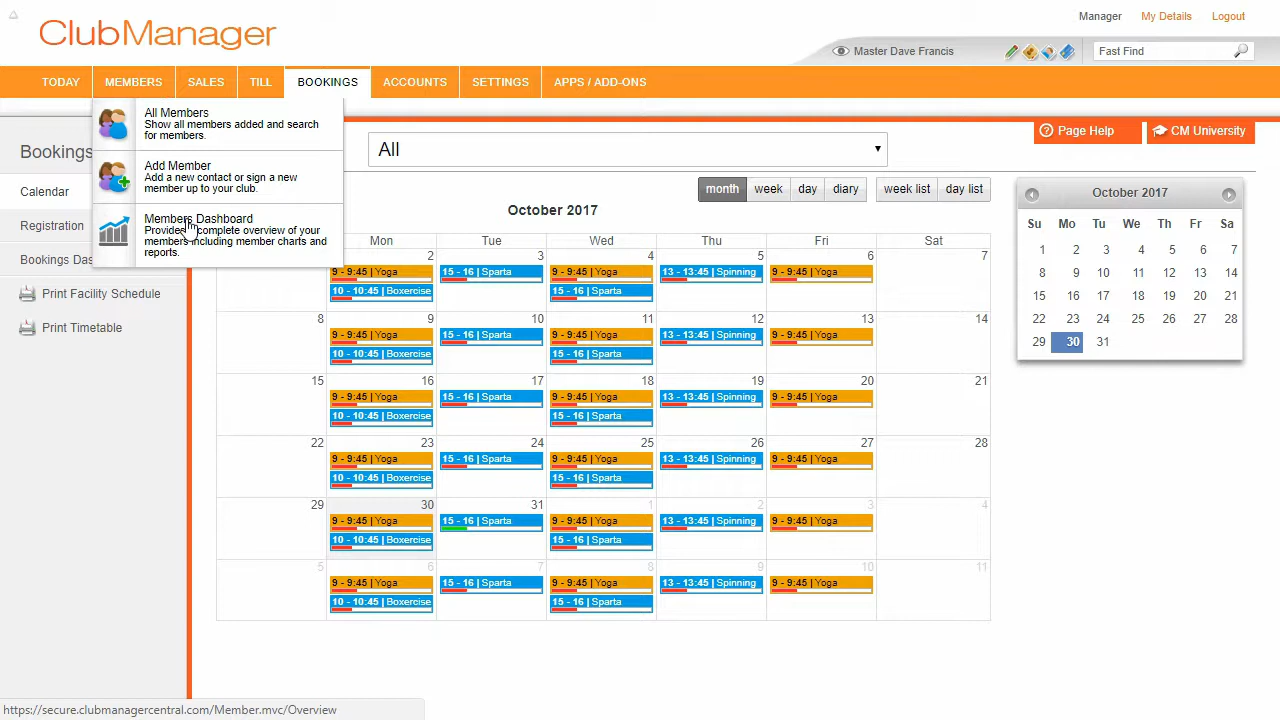 ClubManager
Manager My Details Logout
Master Dave Francis
Fast Find
TODAY MEMBERS SALES TILL BOOKINGS ACCOUNTS SETTINGS APPS / ADD-ONS
All Members
Show all members added and search
for members.
Add Member
Add a new contact or sign a new
member up to your club.
Members Dashboard
Provides complete overview of your
members including member charts and
reports.
Page Help
CM University
Bookings
Calendar
Registration
Bookings Das
Print Facility Schedule
Print Timetable
All
month week day diary week list day list
October 2017
Mon Tue Wed Thu Fri Sat
2 3 4 5 6 7
9 - 9:45 | Yoga 15 - 16 | Sparta 9 - 9:45 | Yoga 13 - 13:45 | Spinning 9 - 9:45 | Yoga
10 - 10:45 | Boxercise 15 - 16 | Sparta
8 9 10 11 12 13 14
9 - 9:45 | Yoga 15 - 16 | Sparta 9 - 9:45 | Yoga 13 - 13:45 | Spinning 9 - 9:45 | Yoga
10 - 10:45 | Boxercise 15 - 16 | Sparta
15 16 17 18 19 20 21
9 - 9:45 | Yoga 15 - 16 | Sparta 9 - 9:45 | Yoga 13 - 13:45 | Spinning 9 - 9:45 | Yoga
10 - 10:45 | Boxercise 15 - 16 | Sparta
22 23 24 25 26 27 28
9 - 9:45 | Yoga 15 - 16 | Sparta 9 - 9:45 | Yoga 13 - 13:45 | Spinning 9 - 9:45 | Yoga
10 - 10:45 | Boxercise 15 - 16 | Sparta
29 30 31 1 2 3 4
9 - 9:45 | Yoga 15 - 16 | Sparta 9 - 9:45 | Yoga 13 - 13:45 | Spinning 9 - 9:45 | Yoga
10 - 10:45 | Boxercise 15 - 16 | Sparta
5 6 7 8 9 10 11
9 - 9:45 | Yoga 15 - 16 | Sparta 9 - 9:45 | Yoga 13 - 13:45 | Spinning 9 - 9:45 | Yoga
10 - 10:45 | Boxercise 15 - 16 | Sparta
October 2017
Su Mo Tu We Th Fr Sa
1 2 3 4 5 6 7
8 9 10 11 12 13 14
15 16 17 18 19 20 21
22 23 24 25 26 27 28
29 30 31
https://secure.clubmanagercentral.com/Member.mvc/Overview